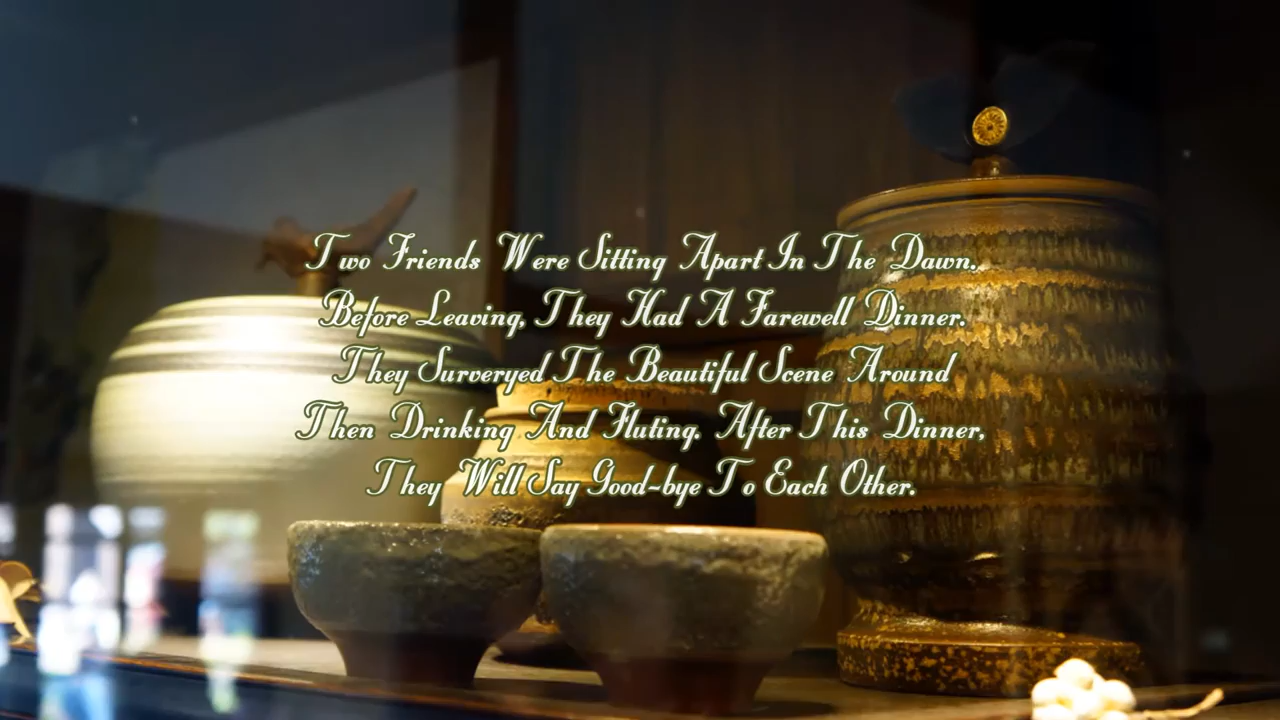 Two Friends Were Sitting Apart In The Dawn.
Before Leaving, They Had A Farewell Dinner.
They Surveryed The Beautiful Scene Around
Then Drinking And Fluting. After This Dinner,
They Will Say Good-bye To Each Other.